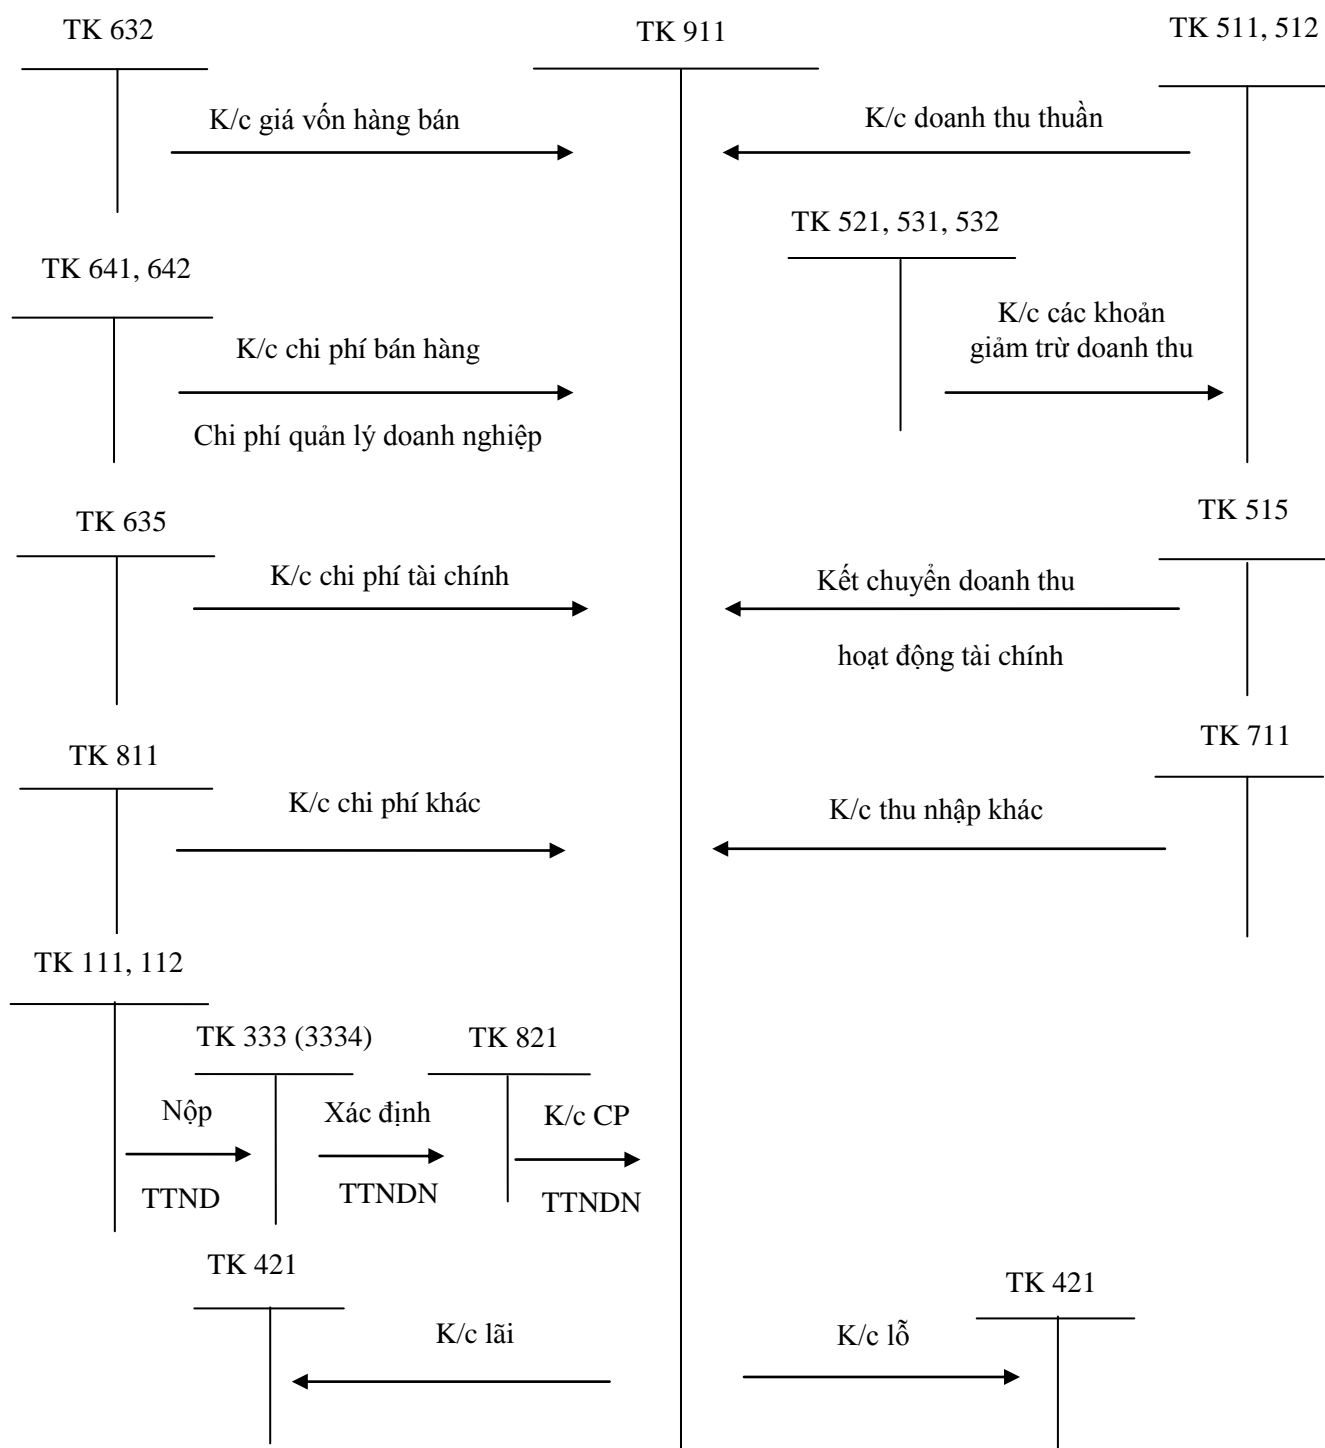 TK 632
TK 911
TK 511, 512
K/c giá vốn hàng bán
K/c doanh thu thuần
TK 521, 531, 532
TK 641, 642
K/c các khoản
giảm trừ doanh thu
K/c chi phí bán hàng
Chi phí quản lý doanh nghiệp
TK 635
TK 515
K/c chi phí tài chính
Kết chuyển doanh thu
hoạt động tài chính
TK 811
TK 711
K/c chi phí khác
K/c thu nhập khác
TK 111, 112
TK 333 (3334)
TK 821
Nộp
Xác định
K/c CP
TTND
TTNDN
TTNDN
TK 421
TK 421
K/c lãi
K/c lỗ